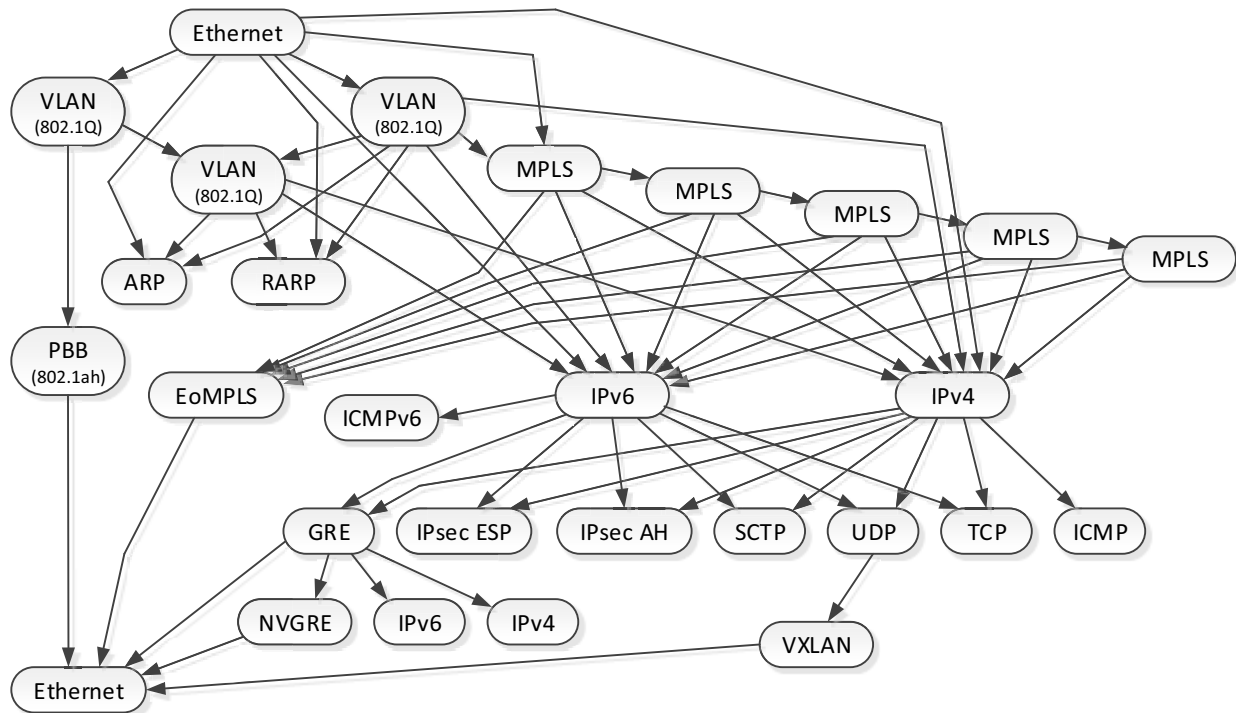 Ethernet
VLAN
(802.1Q)
VLAN
(802.1Q)
VLAN
(802.1Q)
MPLS
MPLS
MPLS
MPLS
MPLS
ARP
RARP
PBB
(802.1ah)
EoMPLS
ICMPv6
IPv6
IPv4
GRE
IPsec ESP
IPsec AH
SCTP
UDP
TCP
ICMP
NVGRE
IPv6
IPv4
VXLAN
Ethernet